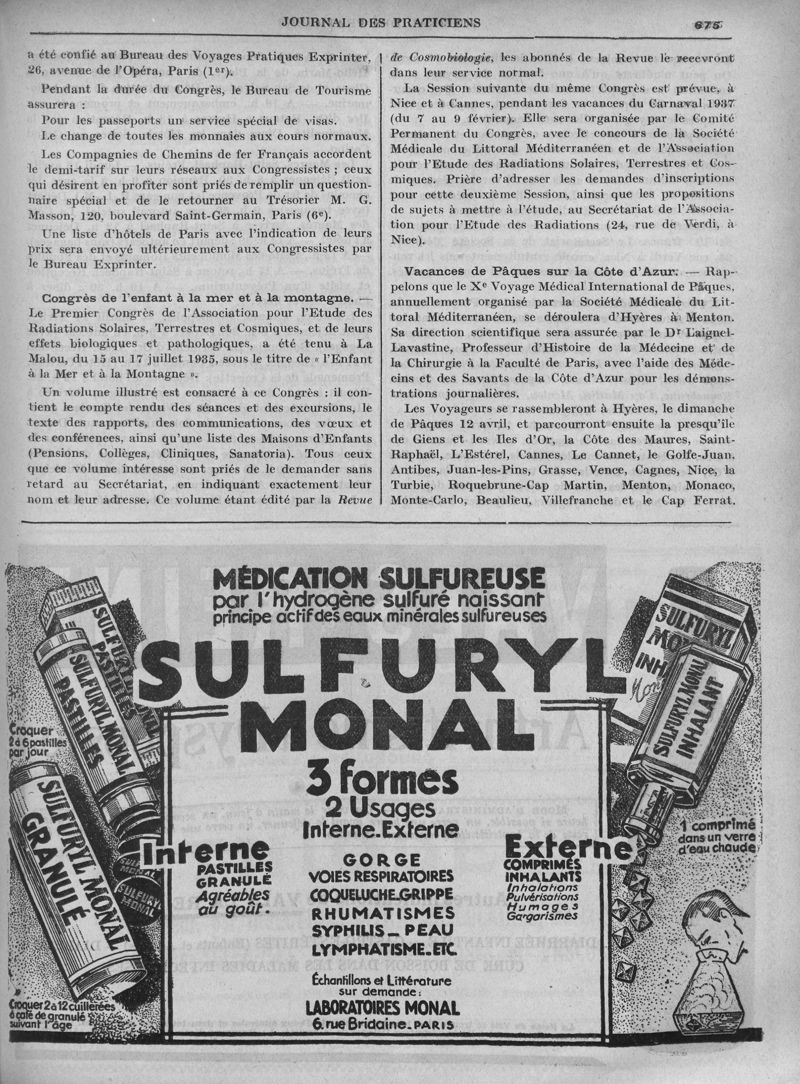 JOURNAL DES PRATICIENS
675
a été confié au Bureau des Voyages Pratiques Exprinter,
26, avenue de l'Opéra, Paris (1er).
Pendant la durée du Congrès, le Bureau de Tourisme
assurera :
Pour les passeports un service spécial de visas.
Le change de toutes les monnaies aux cours normaux.
Les Compagnies de Chemins de fer Français accordent
le demi-tarif sur leurs réseaux aux Congressistes ; ceux
qui désirent en profiter sont priés de remplir un question-
naire spécial et de le retourner au Trésorier M. G.
Masson, 120, boulevard Saint-Germain, Paris (6e).
Une liste d'hôtels de Paris avec l'indication de leurs
prix sera envoyé ultérieurement aux Congressistes par
le Bureau Exprinter.
Congrès de l'enfant à la mer et à la montagne. —
Le Premier Congrès de l'Association pour l'Etude des
Radiations Solaires, Terrestres et Cosmiques, et de leurs
effets biologiques et pathologiques, a été tenu à La
Malou, du 15 au 17 juillet 1935, sous le titre de « l'Enfant
à la Mer et à la Montagne ».
Un volume illustré est consacré à ce Congrès : il con-
tient le compte rendu des séances et des excursions, le
texte des rapports, des communications, des vœux et
des conférences, ainsi qu'une liste des Maisons d'Enfants
(Pensions, Collèges, Cliniques, Sanatoria). Tous ceux
que ce volume intéresse sont priés de le demander sans
retard au Secrétariat, en indiquant exactement leur
nom et leur adresse. Ce volume étant édité par la Revue
de Cosmobiologie, les abonnés de la Revue le recevront
dans leur service normal.
La Session suivante du même Congrès est prévue, à
Nice et à Cannes, pendant les vacances du Carnaval 1937
(du 7 au 9 février). Elle sera organisée par le Comité
Permanent du Congrès, avec le concours de la Société
Médicale du Littoral Méditerranéen et de l'Association
pour l'Etude des Radiations Solaires, Terrestres et Cos-
miques. Prière d'adresser les demandes d'inscriptions
pour cette deuxième Session, ainsi que les propositions
de sujets à mettre à l'étude, au Secrétariat de l'Associa-
tion pour l'Etude des Radiations (24, rue de Verdi, à
Nice).
Vacances de Pâques sur la Côte d'Azur. — Rap-
pelons que le Xe Voyage Médical International de Pâques,
annuellement organisé par la Société Médicale du Lit-
toral Méditerranéen, se déroulera d'Hyères à Menton.
Sa direction scientifique sera assurée par le Dr Laignel-
Lavastine, Professeur d'Histoire de la Médecine et de
la Chirurgie à la Faculté de Paris, avec l'aide des Méde-
cins et des Savants de la Côte d'Azur pour les démons-
trations journalières.
Les Voyageurs se rassembleront à Hyères, le dimanche
de Pâques 12 avril, et parcourront ensuite la presqu'île
de Giens et les Iles d'Or, la Côte des Maures, Saint-
Raphaël, L'Estérel, Cannes, Le Cannet, le Golfe-Juan,
Antibes, Juan-les-Pins, Grasse, Vence, Cagnes, Nice, la
Turbie, Roquebrune-Cap Martin, Menton, Monaco,
Monte-Carlo, Beaulieu, Villefranche et le Cap Ferrat.
MÉDICATION SULFUREUSE
par l'hydrogène sulfuré naissant
principe actif des eaux minérales sulfureuses
SULFURYL
MONAL
3 formes
2 Usages
Interne_Externe
SULFURYL MONAL
PASTILLES
SULFURYL MONAL
PASTILLES
Croquer
2 à 6 pastilles
par jour
SULFURYL MONAL
GRANULÉ
SULFURYL
MONAL
Croquer 2 à 12 cuillerées
à café de granulé
suivant l'âge
Interne
PASTILLES
GRANULÉ
Agréables
au goût.
GORGE
VOIES RESPIRATOIRES
COQUELUCHE_GRIPPE
RHUMATISMES
SYPHILIS_PEAU
LYMPHATISME_ETC.
Échantillons et Littérature
sur demande:
LABORATOIRES MONAL
6, rue Bridaine_PARIS
Externe
COMPRIMÉS
INHALANTS
Inhalations
Pulvérisations
Humages
Gargarismes
SULFURYL
MO
INH
SULFURYL MONAL
INHALANT
1 comprimé
dans un verre
d'eau chaude